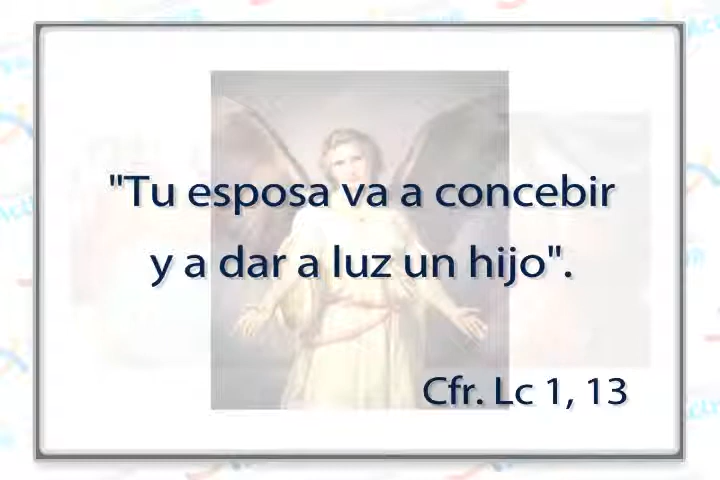 "Tu esposa va a concebir
y a dar a luz un hijo".
Cfr. Lc 1, 13